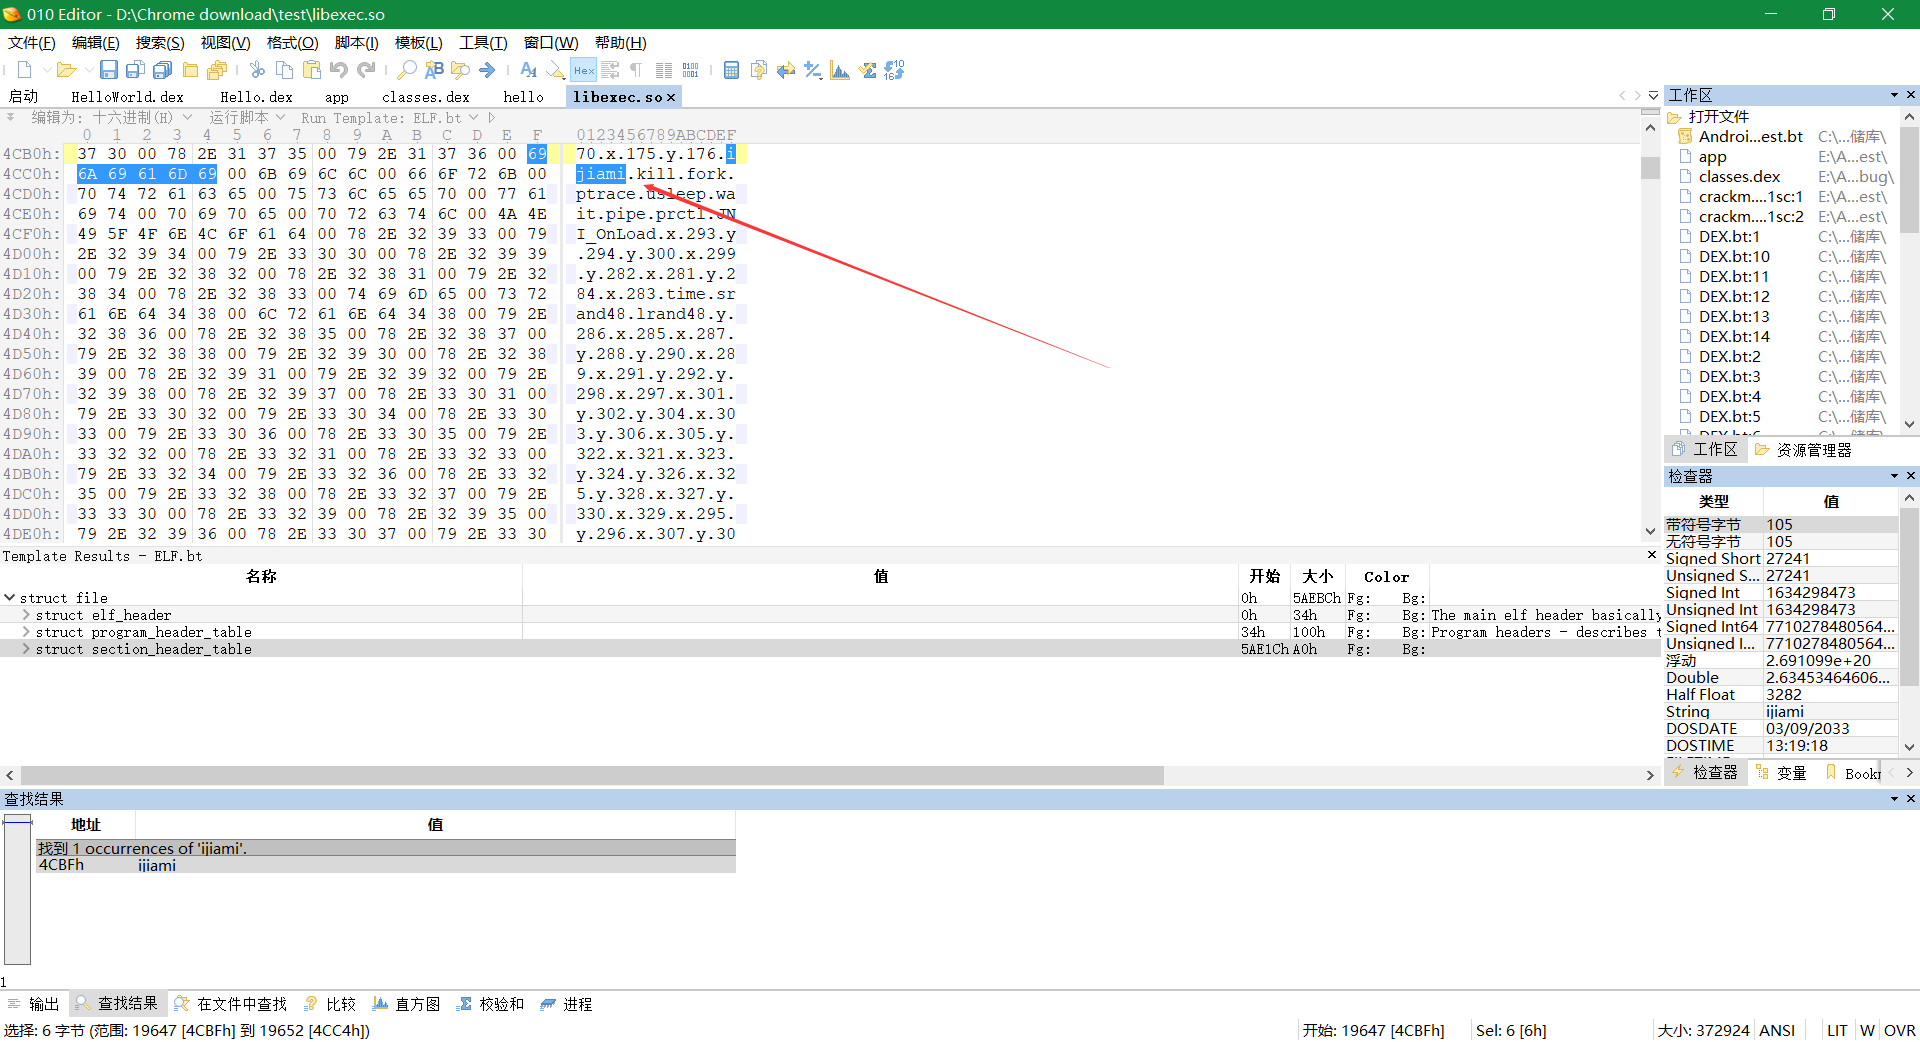 010 Editor - D:\Chrome download\test\libexec.so
文件(F) 编辑(E) 搜索(S) 视图(V) 格式(O) 脚本(I) 模板(L) 工具(T) 窗口(W) 帮助(H)
启动 HelloWorld.dex Hello.dex app classes.dex hello libexec.so
编辑为: 十六进制(H) 运行脚本 Run Template: ELF.bt
0 1 2 3 4 5 6 7 8 9 A B C D E F 0123456789ABCDEF
4CB0h: 37 30 00 78 2E 31 37 35 00 79 2E 31 37 36 00 69 70.x.175.y.176.i
4CC0h: 6A 69 61 6D 69 00 6B 69 6C 6C 00 66 6F 72 6B 00 jiami.kill.fork.
4CD0h: 70 74 72 61 63 65 00 75 73 6C 65 65 70 00 77 61 ptrace.usleep.wa
4CE0h: 69 74 00 70 69 70 65 00 70 72 63 74 6C 00 4A 4E it.pipe.prctl.JN
4CF0h: 49 5F 4F 6E 4C 6F 61 64 00 78 2E 32 39 33 00 79 I_OnLoad.x.293.y
4D00h: 2E 32 39 34 00 79 2E 33 30 30 00 78 2E 32 39 39 .294.y.300.x.299
4D10h: 00 79 2E 32 38 32 00 78 2E 32 38 31 00 79 2E 32 .y.282.x.281.y.2
4D20h: 38 34 00 78 2E 32 38 33 00 74 69 6D 65 00 73 72 84.x.283.time.sr
4D30h: 61 6E 64 34 38 00 6C 72 61 6E 64 34 38 00 79 2E and48.lrand48.y.
4D40h: 32 38 36 00 78 2E 32 38 35 00 78 2E 32 38 37 00 286.x.285.x.287.
4D50h: 79 2E 32 38 38 00 79 2E 32 39 30 00 78 2E 32 38 y.288.y.290.x.28
4D60h: 39 00 78 2E 32 39 31 00 79 2E 32 39 32 00 79 2E 9.x.291.y.292.y.
4D70h: 32 39 38 00 78 2E 32 39 37 00 78 2E 33 30 31 00 298.x.297.x.301.
4D80h: 79 2E 33 30 32 00 79 2E 33 30 34 00 78 2E 33 30 y.302.y.304.x.30
4D90h: 33 00 79 2E 33 30 36 00 78 2E 33 30 35 00 79 2E 3.y.306.x.305.y.
4DA0h: 33 32 32 00 78 2E 33 32 31 00 78 2E 33 32 33 00 322.x.321.x.323.
4DB0h: 79 2E 33 32 34 00 79 2E 33 32 36 00 78 2E 33 32 y.324.y.326.x.32
4DC0h: 35 00 79 2E 33 32 38 00 78 2E 33 32 37 00 79 2E 5.y.328.x.327.y.
4DD0h: 33 33 30 00 78 2E 33 32 39 00 78 2E 32 39 35 00 330.x.329.x.295.
4DE0h: 79 2E 32 39 36 00 78 2E 33 30 37 00 79 2E 33 30 y.296.x.307.y.30
Template Results - ELF.bt
名称 值 开始 大小 Color
struct file 0h 5AEBCh Fg: Bg:
struct elf_header 0h 34h Fg: Bg: The main elf header basically
struct program_header_table 34h 100h Fg: Bg: Program headers - describes t
struct section_header_table 5AE1Ch A0h Fg: Bg:
查找结果
地址 值
找到 1 occurrences of 'ijiami'.
4CBFh ijiami
1
输出 查找结果 在文件中查找 比较 直方图 校验和 进程
选择: 6 字节 (范围: 19647 [4CBFh] 到 19652 [4CC4h]) 开始: 19647 [4CBFh] Sel: 6 [6h] 大小: 372924 ANSI LIT W OVR
工作区
打开文件
Androi...est.bt C:\...储库\
app E:\A...est\
classes.dex E:\A...bug\
crackm....1sc:1 E:\A...est\
crackm....1sc:2 E:\A...est\
DEX.bt:1 C:\...储库\
DEX.bt:10 C:\...储库\
DEX.bt:11 C:\...储库\
DEX.bt:12 C:\...储库\
DEX.bt:13 C:\...储库\
DEX.bt:14 C:\...储库\
DEX.bt:2 C:\...储库\
DEX.bt:3 C:\...储库\
DEX.bt:4 C:\...储库\
DEX.bt:5 C:\...储库\
工作区 资源管理器
检查器
类型 值
带符号字节 105
无符号字节 105
Signed Short 27241
Unsigned S... 27241
Signed Int 1634298473
Unsigned Int 1634298473
Signed Int64 7710278480564...
Unsigned I... 7710278480564...
浮动 2.691099e+20
Double 2.63453464606...
Half Float 3282
String ijiami
DOSDATE 03/09/2033
DOSTIME 13:19:18
检查器 变量 Book